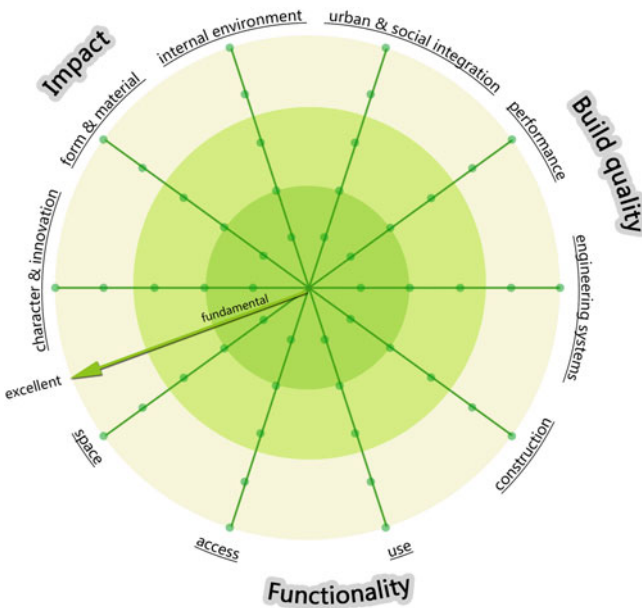 internal environment
urban & social integration
Impact
form & material
performance
Build quality
character & innovation
engineering systems
fundamental
excellent
space
construction
access
use
Functionality